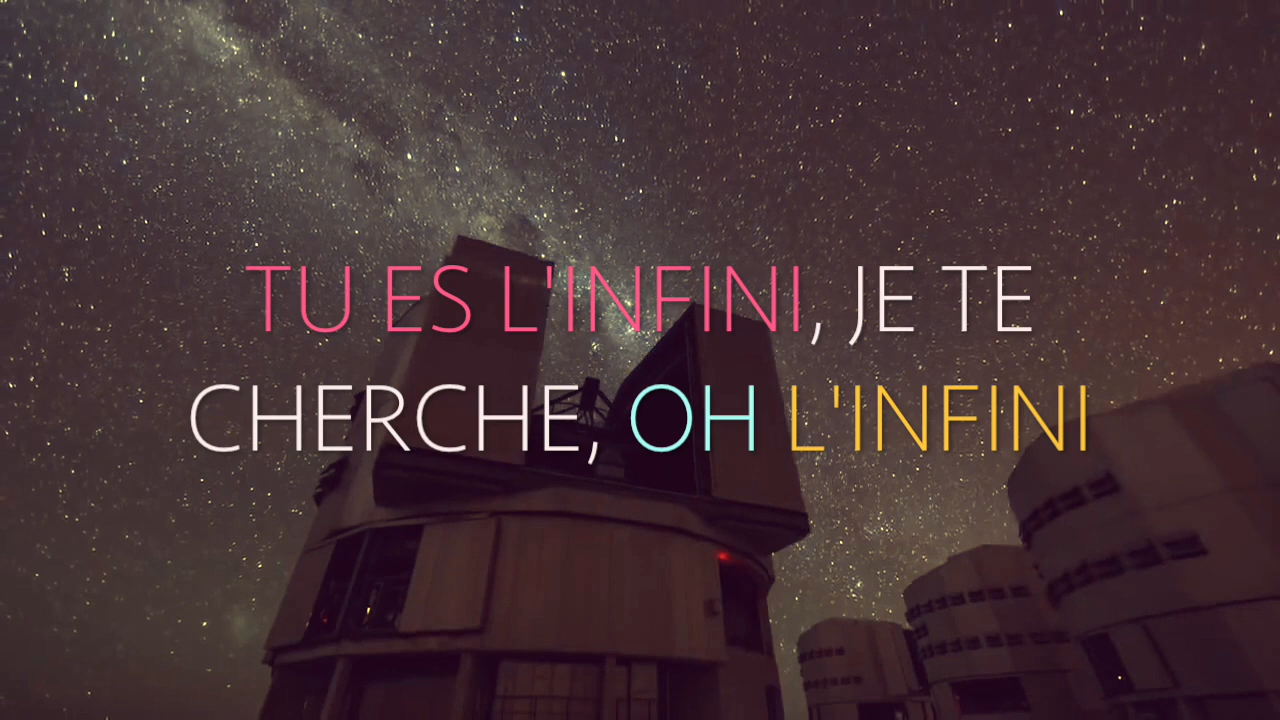 TU ES L'INFINI, JE TE
CHERCHE, OH L'INFINI